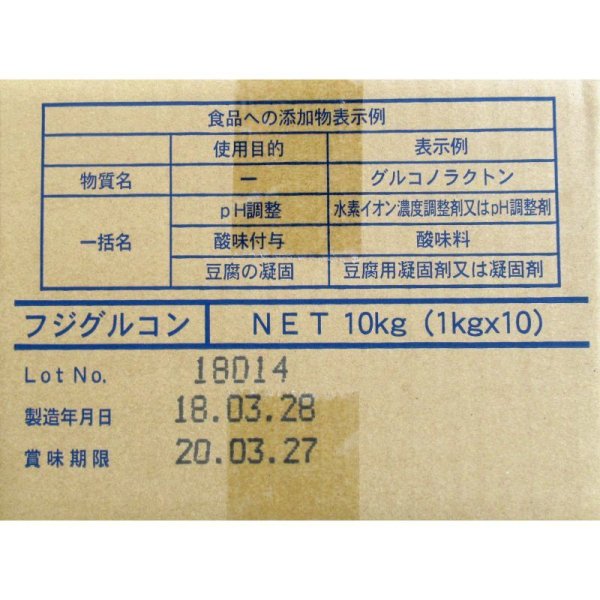 食品への添加物表示例
使用目的 表示例
物質名 ー グルコノラクトン
pH調整 水素イオン濃度調整剤又はpH調整剤
一括名 酸味付与 酸味料
豆腐の凝固 豆腐用凝固剤又は凝固剤
フジグルコン NET 10kg (1kgx10)
Lot No. 18014
製造年月日 18.03.28
賞味期限 20.03.27